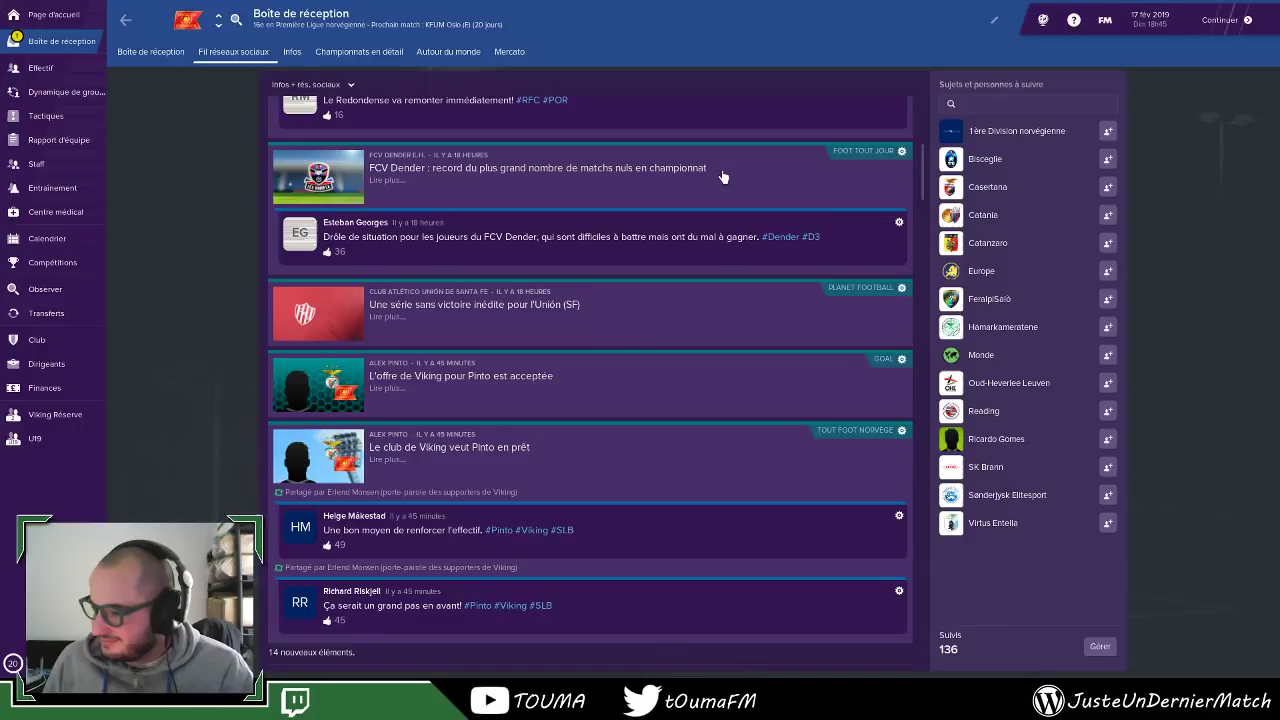 Page d'accueil
1
Boîte de réception
Effectif
Dynamique de grou...
Tactiques
Rapport d'équipe
Staff
Entraînement
Centre médical
Calendrier
Compétitions
Observer
Transferts
Club
Dirigeants
Finances
Viking Réserve
U19
20
Boîte de réception
16e en Première Ligue norvégienne - Prochain match : KFUM Oslo (E) (20 jours)
? FM
17 fév 2019
Dim 18h45
Continuer
Boîte de réception Fil réseaux sociaux Infos Championnats en détail Autour du monde Mercato
Infos + rés. sociaux
RM
Le Redondense va remonter immédiatement! #RFC #POR
16
FCV DENDER E.H. - IL Y A 18 HEURES
FOOT TOUT JOUR
FCV Dender : record du plus grand nombre de matchs nuls en championnat
Lire plus...
EG
Esteban Georges Il y a 18 heures
Drôle de situation pour les joueurs du FCV Dender, qui sont difficiles à battre mais ont du mal à gagner. #Dender #D3
36
CLUB ATLÉTICO UNIÓN DE SANTA FE - IL Y A 18 HEURES
PLANET FOOTBALL
Une série sans victoire inédite pour l'Unión (SF)
Lire plus...
ALEX PINTO - IL Y A 45 MINUTES
GOAL
L'offre de Viking pour Pinto est acceptée
Lire plus...
ALEX PINTO - IL Y A 45 MINUTES
TOUT FOOT NORVÈGE
Le club de Viking veut Pinto en prêt
Lire plus...
Partagé par Erlend Monsen (porte-parole des supporters de Viking)
HM
Helge Måkestad Il y a 45 minutes
Une bon moyen de renforcer l'effectif. #Pinto #Viking #SLB
49
Partagé par Erlend Monsen (porte-parole des supporters de Viking)
RR
Richard Riskjell Il y a 45 minutes
Ça serait un grand pas en avant! #Pinto #Viking #SLB
45
14 nouveaux éléments.
Sujets et personnes à suivre
1ère Division norvégienne
Bisceglie
Casertana
Catania
Catanzaro
Europe
FeralpiSalò
Hamarkameratene
Monde
Oud-Heverlee Leuven
Reading
Ricardo Gomes
SK Brann
Sønderjysk Elitesport
Virtus Entella
Suivis
136
Gérer
TOUMA
tOumaFM
JusteUnDernierMatch